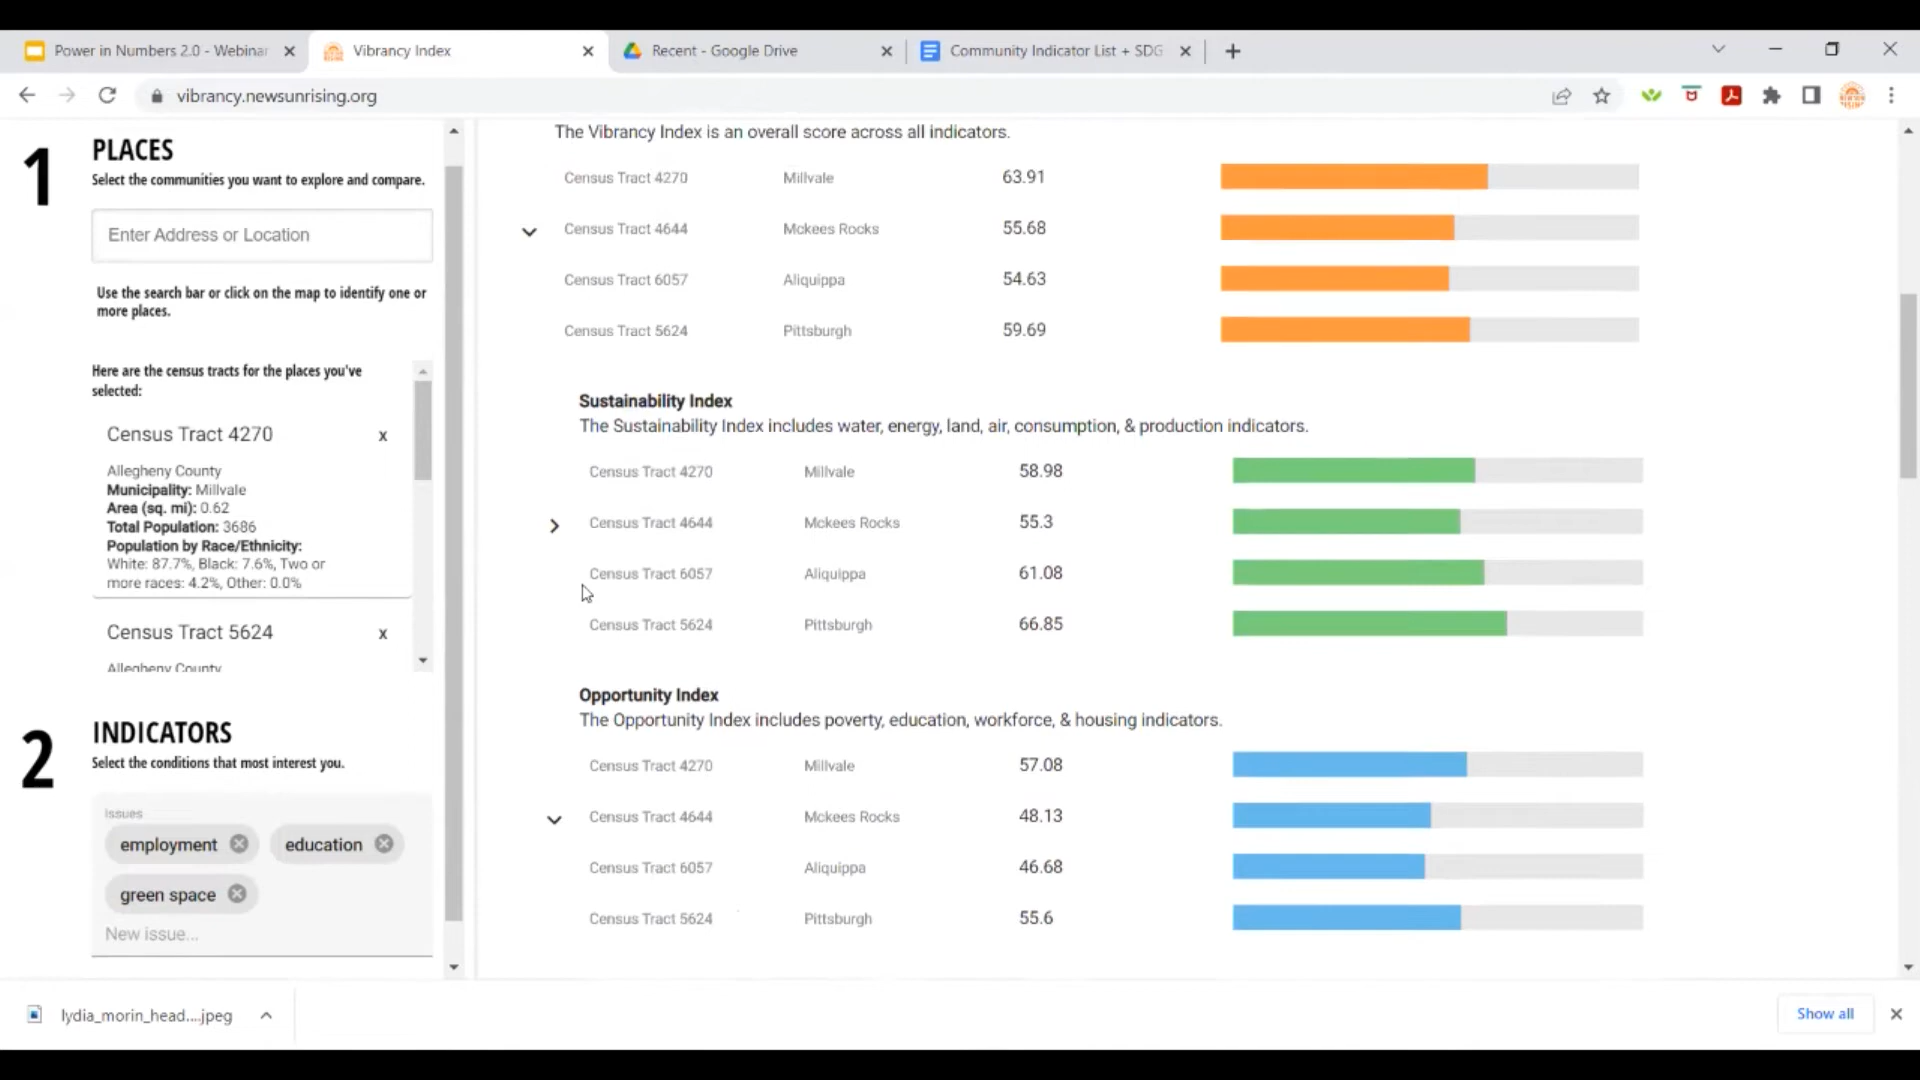 Power in Numbers 2.0 - Webinar
Vibrancy Index
Recent - Google Drive
Community Indicator List + SDG
vibrancy.newsunrising.org
1
PLACES
Select the communities you want to explore and compare.
Enter Address or Location
Use the search bar or click on the map to identify one or
more places.
Here are the census tracts for the places you've
selected:
Census Tract 4270 x
Allegheny County
Municipality: Millvale
Area (sq. mi): 0.62
Total Population: 3686
Population by Race/Ethnicity:
White: 87.7%, Black: 7.6%, Two or
more races: 4.2%, Other: 0.0%
Census Tract 5624 x
Allegheny County
2
INDICATORS
Select the conditions that most interest you.
Issues
employment education
green space
New issue...
The Vibrancy Index is an overall score across all indicators.
Census Tract 4270 Millvale 63.91
Census Tract 4644 Mckees Rocks 55.68
Census Tract 6057 Aliquippa 54.63
Census Tract 5624 Pittsburgh 59.69
Sustainability Index
The Sustainability Index includes water, energy, land, air, consumption, & production indicators.
Census Tract 4270 Millvale 58.98
Census Tract 4644 Mckees Rocks 55.3
Census Tract 6057 Aliquippa 61.08
Census Tract 5624 Pittsburgh 66.85
Opportunity Index
The Opportunity Index includes poverty, education, workforce, & housing indicators.
Census Tract 4270 Millvale 57.08
Census Tract 4644 Mckees Rocks 48.13
Census Tract 6057 Aliquippa 46.68
Census Tract 5624 Pittsburgh 55.6
lydia_morin_head....jpeg
Show all